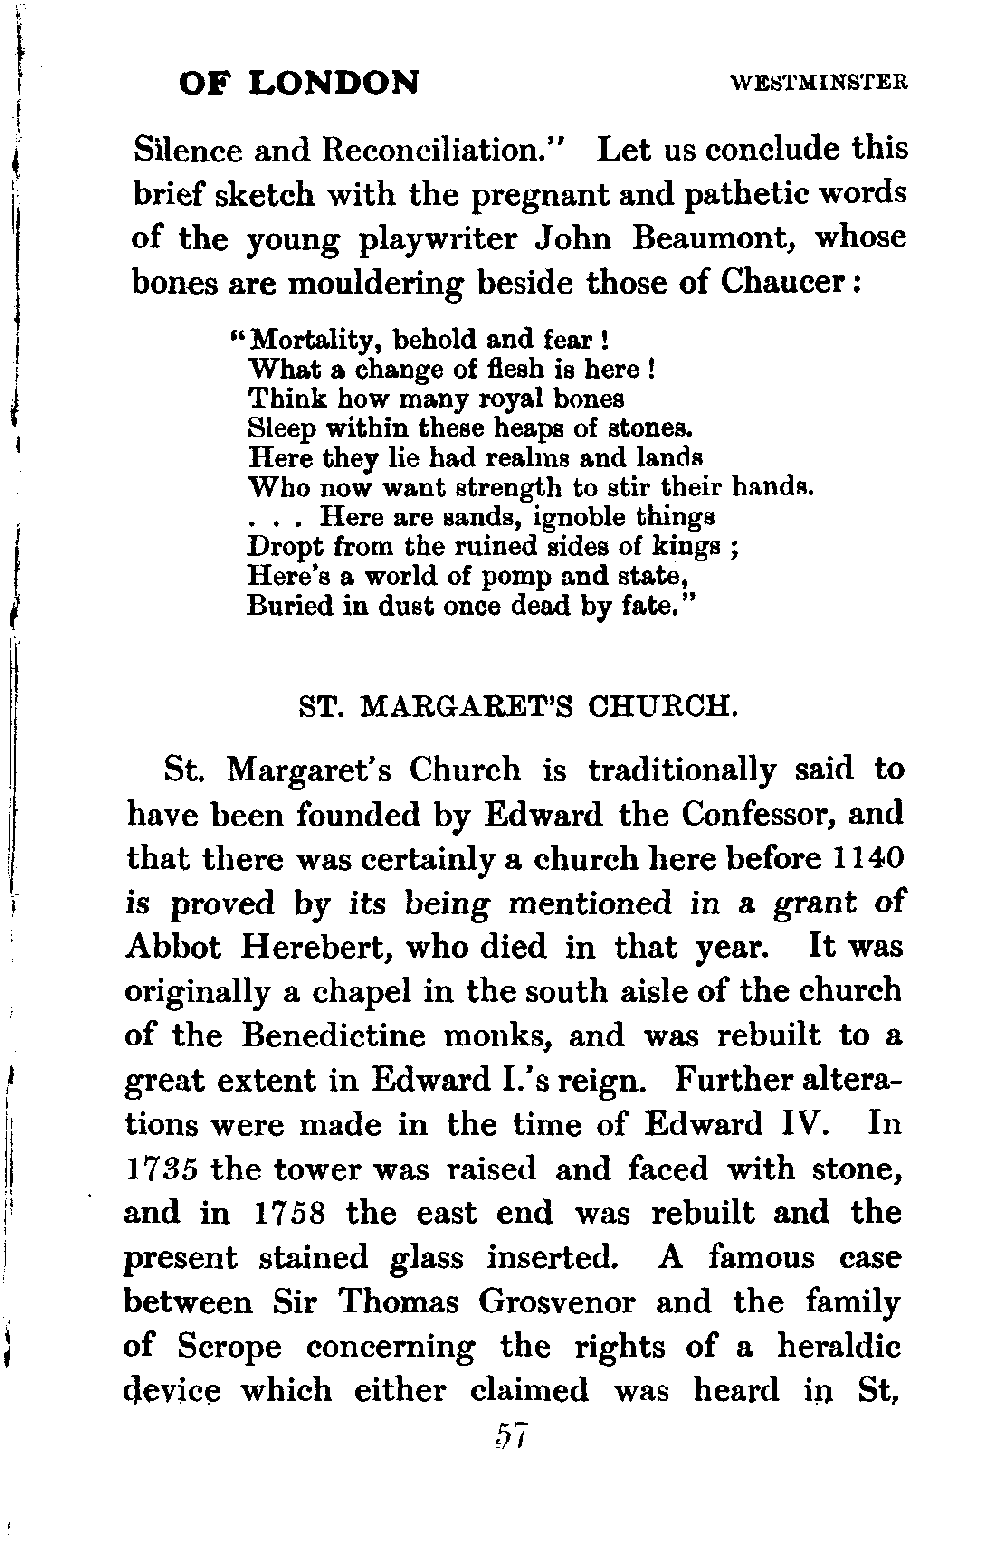 OF LONDON WESTMINSTER
Silence and Reconciliation." Let us conclude this
brief sketch with the pregnant and pathetic words
of the young playwriter John Beaumont, whose
bones are mouldering beside those of Chaucer:
"Mortality, behold and fear!
What a change of flesh is here!
Think how many royal bones
Sleep within these heaps of stones.
Here they lie had realms and lands
Who now want strength to stir their hands.
. . . Here are sands, ignoble things
Dropt from the ruined sides of kings;
Here's a world of pomp and state,
Buried in dust once dead by fate."
ST. MARGARET'S CHURCH.
St. Margaret's Church is traditionally said to
have been founded by Edward the Confessor, and
that there was certainly a church here before 1140
is proved by its being mentioned in a grant of
Abbot Herebert, who died in that year. It was
originally a chapel in the south aisle of the church
of the Benedictine monks, and was rebuilt to a
great extent in Edward I.'s reign. Further altera-
tions were made in the time of Edward IV. In
1735 the tower was raised and faced with stone,
and in 1758 the east end was rebuilt and the
present stained glass inserted. A famous case
between Sir Thomas Grosvenor and the family
of Scrope concerning the rights of a heraldic
device which either claimed was heard in St.
57